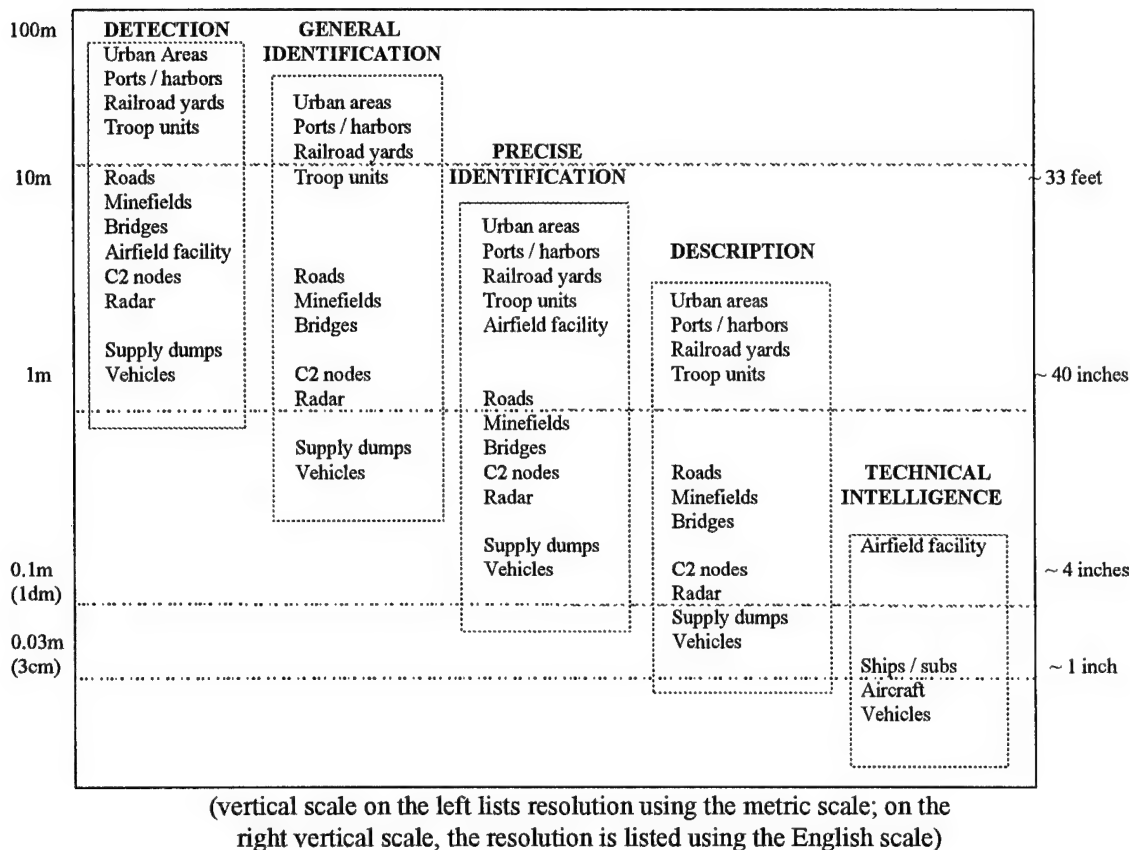 100m
DETECTION
Urban Areas
Ports / harbors
Railroad yards
Troop units
Roads
Minefields
Bridges
Airfield facility
C2 nodes
Radar
Supply dumps
Vehicles
GENERAL
IDENTIFICATION
Urban areas
Ports / harbors
Railroad yards
Troop units
Roads
Minefields
Bridges
C2 nodes
Radar
Supply dumps
Vehicles
PRECISE
IDENTIFICATION
Urban areas
Ports / harbors
Railroad yards
Troop units
Airfield facility
Roads
Minefields
Bridges
C2 nodes
Radar
Supply dumps
Vehicles
DESCRIPTION
Urban areas
Ports / harbors
Railroad yards
Troop units
Roads
Minefields
Bridges
C2 nodes
Radar
Supply dumps
Vehicles
TECHNICAL
INTELLIGENCE
Airfield facility
Ships / subs
Aircraft
Vehicles
10m
1m
0.1m
(1dm)
0.03m
(3cm)
~ 33 feet
~ 40 inches
~ 4 inches
~ 1 inch
(vertical scale on the left lists resolution using the metric scale; on the
right vertical scale, the resolution is listed using the English scale)